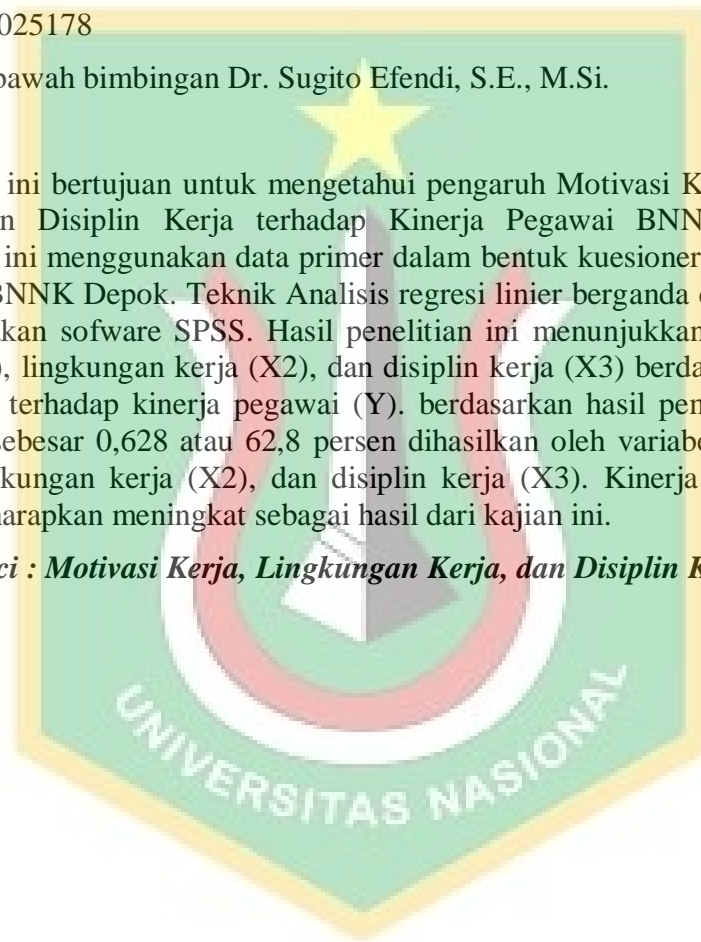 025178
bawah bimbingan Dr. Sugito Efendi, S.E., M.Si.
ini bertujuan untuk mengetahui pengaruh Motivasi K
n Disiplin Kerja terhadap Kinerja Pegawai BNN
ini menggunakan data primer dalam bentuk kuesioner
BNNK Depok. Teknik Analisis regresi linier berganda
kan sofware SPSS. Hasil penelitian ini menunjukkan
), lingkungan kerja (X2), dan disiplin kerja (X3) berda
terhadap kinerja pegawai (Y). berdasarkan hasil pen
sebesar 0,628 atau 62,8 persen dihasilkan oleh variabe
gkungan kerja (X2), dan disiplin kerja (X3). Kinerja
harapkan meningkat sebagai hasil dari kajian ini.
ci : Motivasi Kerja, Lingkungan Kerja, dan Disiplin K
UNIVERSITAS NASIONAL